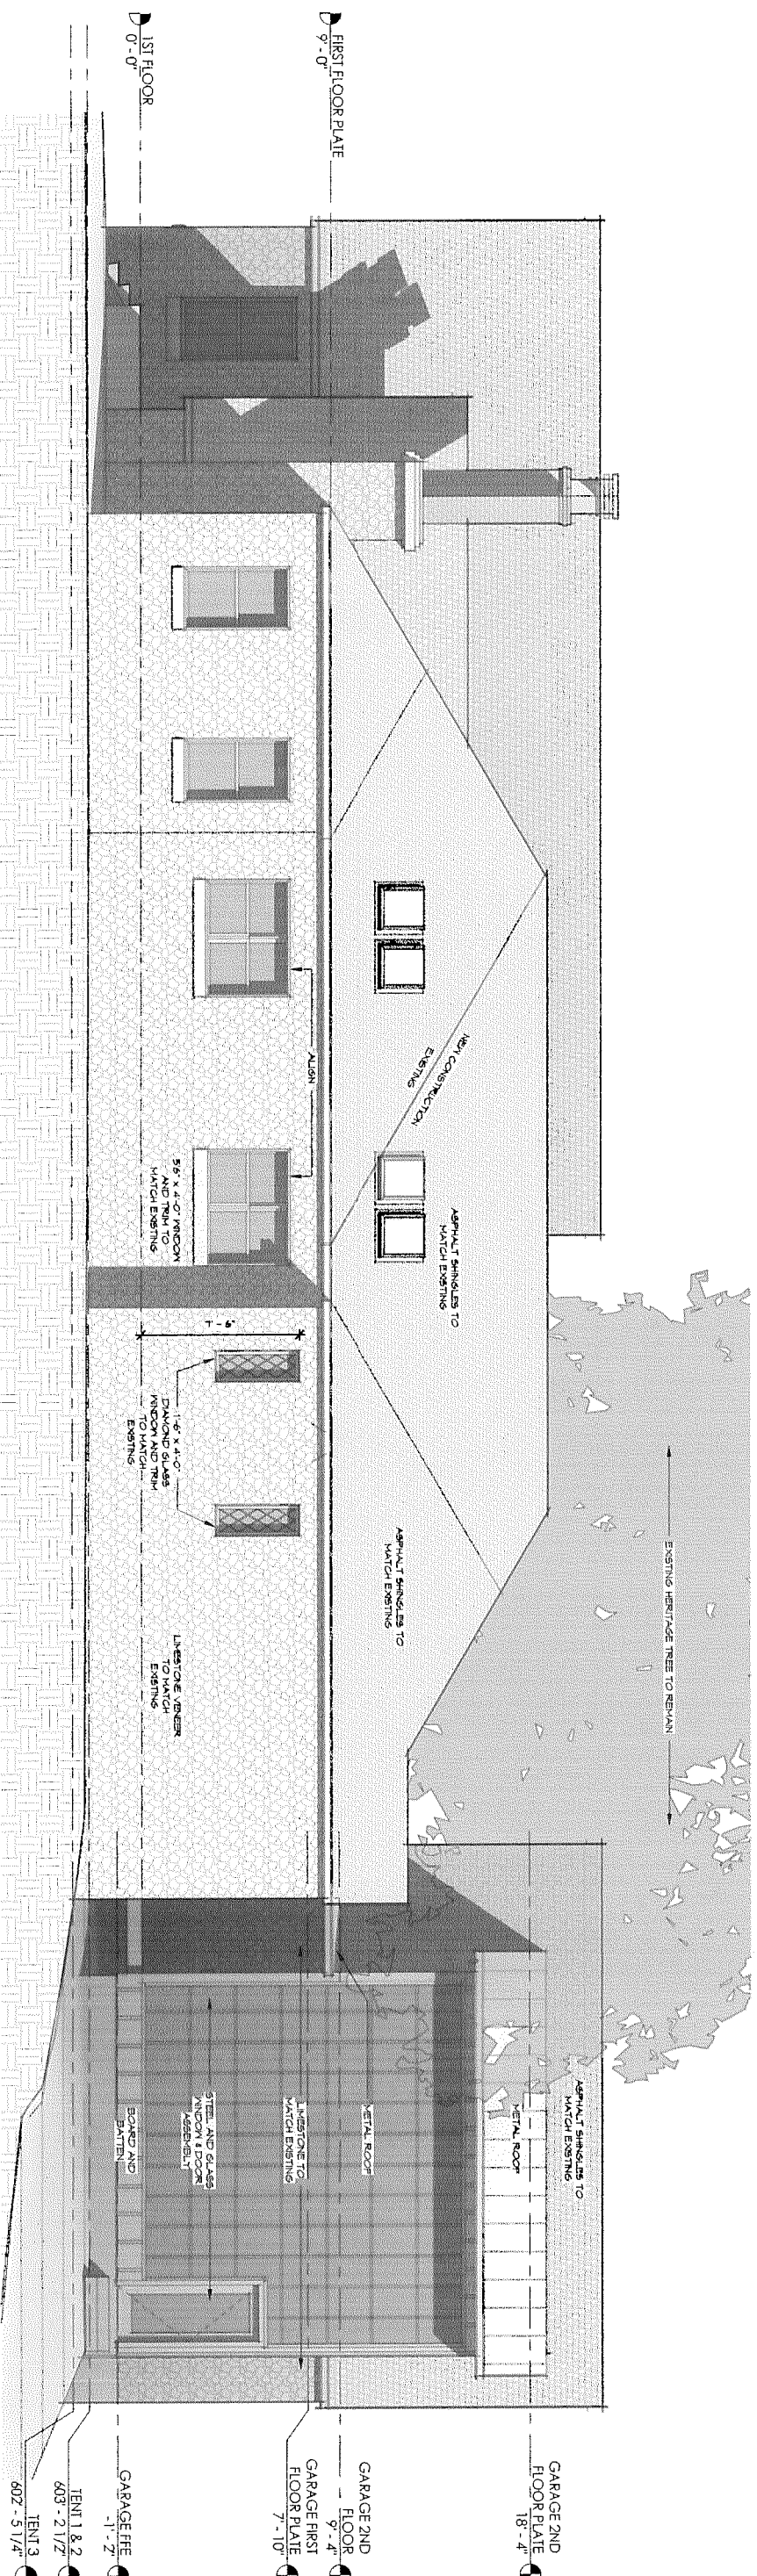 FIRST FLOOR PLATE
9' - 0"
1ST FLOOR
0' - 0"
NEW CONSTRUCTION
EXISTING
ALIGN
5'6" x 4'-0" WINDOW
AND TRIM TO
MATCH EXISTING
ASPHALT SHINGLES TO
MATCH EXISTING
1'-6" x 4'-0"
DIAMOND GLASS
WINDOW AND TRIM
TO MATCH
EXISTING
EXISTING HERITAGE TREE TO REMAIN
ASPHALT SHINGLES TO
MATCH EXISTING
LIMESTONE VENEER
TO MATCH
EXISTING
ASPHALT SHINGLES TO
MATCH EXISTING
METAL ROOF
METAL ROOF
LIMESTONE TO
MATCH EXISTING
STEEL AND GLASS
WINDOW & DOOR
ASSEMBLY
BOARD AND
BATTEN
GARAGE 2ND
FLOOR PLATE
18' - 4"
GARAGE 2ND
FLOOR
9' - 4"
GARAGE FIRST
FLOOR PLATE
7' - 10"
GARAGE FFE
-1' - 2"
TENT 1 & 2
603' - 2 1/2"
TENT 3
602' - 5 1/4"